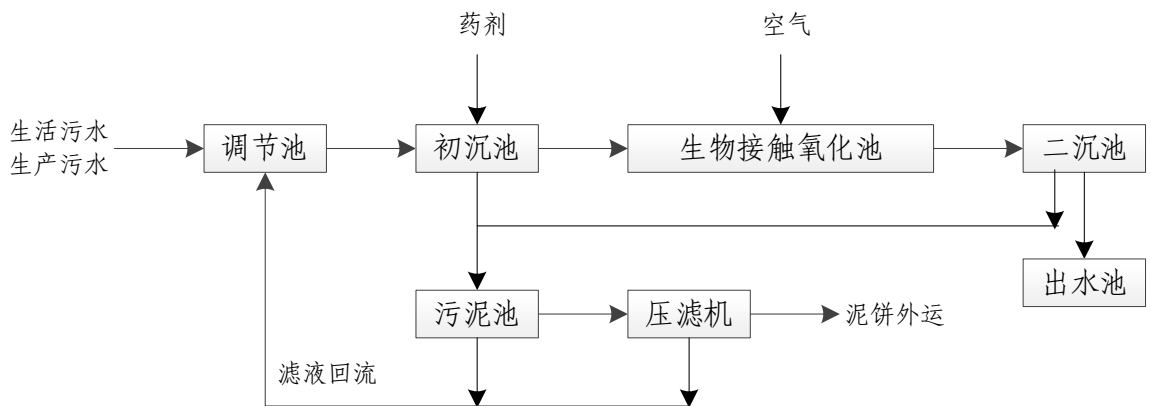 药剂
空气
生活污水
生产污水
调节池
初沉池
生物接触氧化池
二沉池
出水池
污泥池
压滤机
泥饼外运
滤液回流